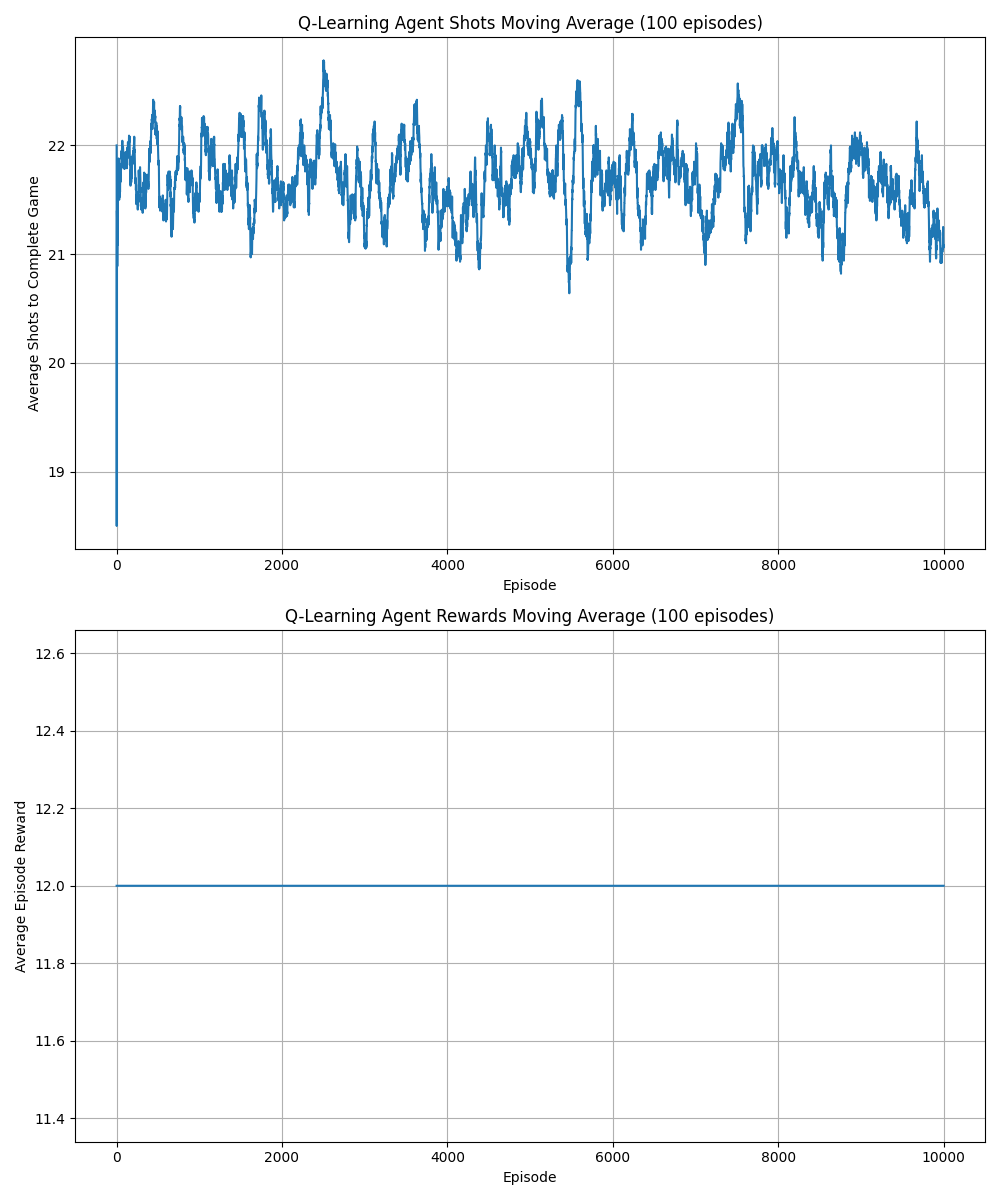 Q-Learning Agent Shots Moving Average (100 episodes)
Average Shots to Complete Game
22
21
20
19
0 2000 4000 6000 8000 10000
Episode
Q-Learning Agent Rewards Moving Average (100 episodes)
Average Episode Reward
12.6
12.4
12.2
12.0
11.8
11.6
11.4
0 2000 4000 6000 8000 10000
Episode